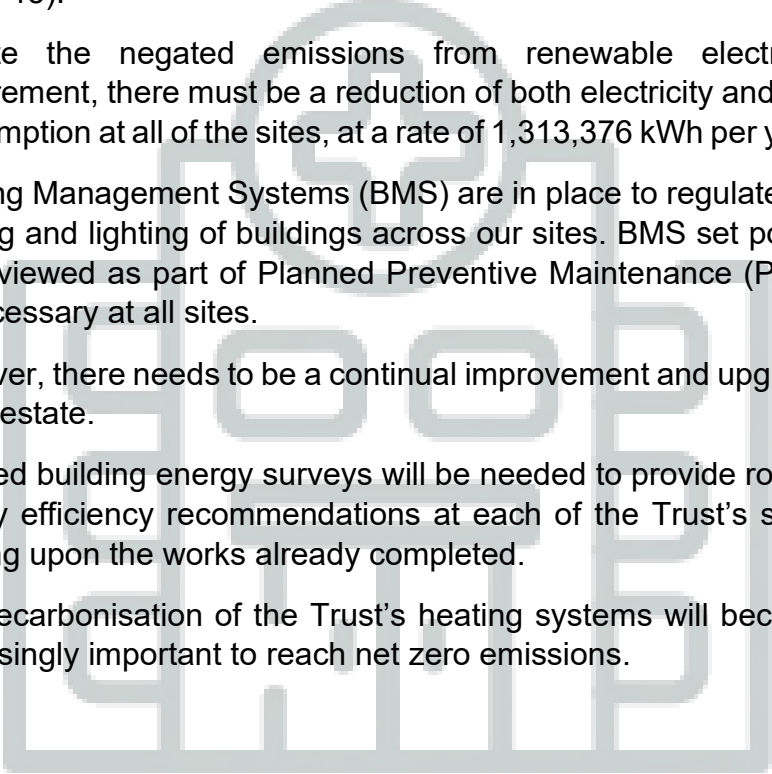 te the negated emissions from renewable electr
rement, there must be a reduction of both electricity and
mption at all of the sites, at a rate of 1,313,376 kWh per y
ng Management Systems (BMS) are in place to regulate
g and lighting of buildings across our sites. BMS set po
viewed as part of Planned Preventive Maintenance (P
cessary at all sites.
ver, there needs to be a continual improvement and upg
estate.
ed building energy surveys will be needed to provide ro
y efficiency recommendations at each of the Trust’s s
ng upon the works already completed.
ecarbonisation of the Trust’s heating systems will bec
singly important to reach net zero emissions.